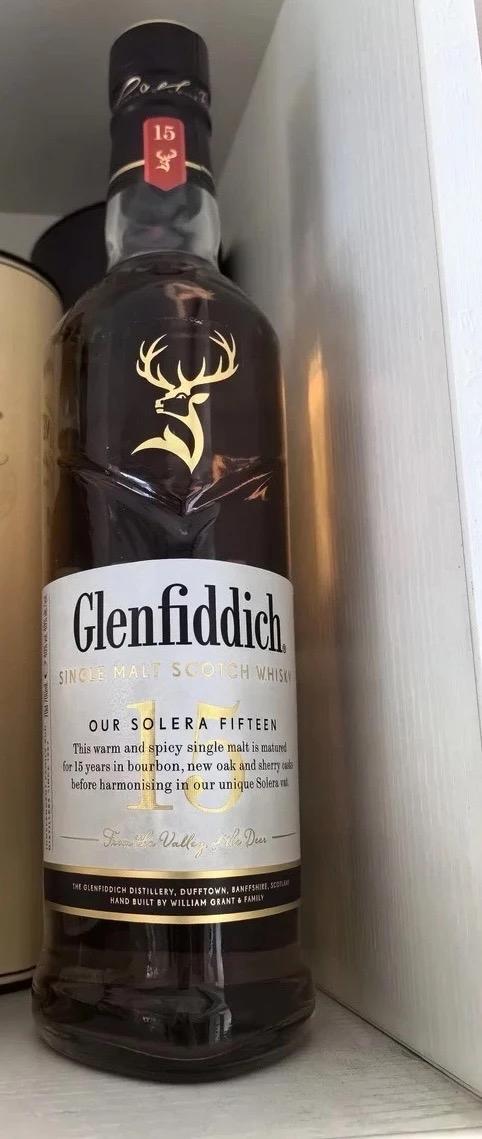 15
Glenfiddich
SINGLE MALT SCOTCH WHISKY
15
OUR SOLERA FIFTEEN
This warm and spicy single malt is matured
for 15 years in bourbon, new oak and sherry casks
before harmonising in our unique Solera vat.
From the Valley of the Deer
THE GLENFIDDICH DISTILLERY, DUFFTOWN, BANFFSHIRE, SCOTLAND
HAND BUILT BY WILLIAM GRANT & FAMILY